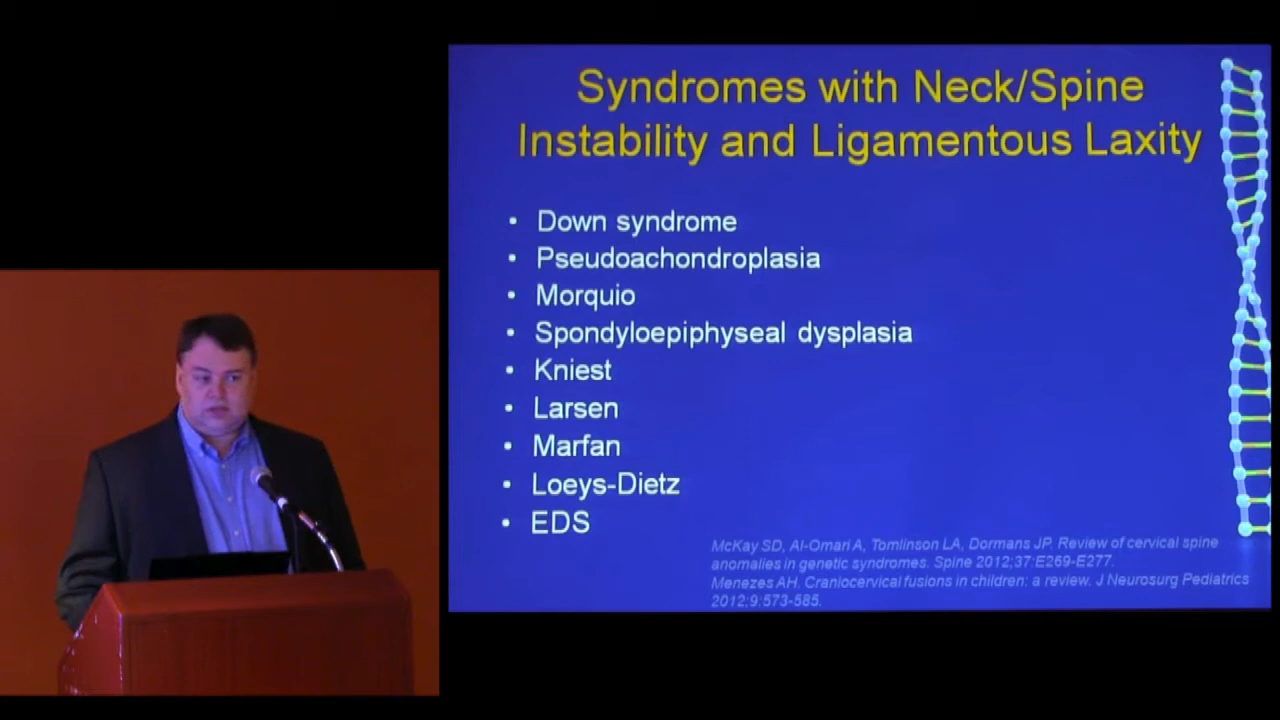 Syndromes with Neck/Spine
Instability and Ligamentous Laxity
• Down syndrome
• Pseudoachondroplasia
• Morquio
• Spondyloepiphyseal dysplasia
• Kniest
• Larsen
• Marfan
• Loeys-Dietz
• EDS
McKay SD, Al-Omari A, Tomlinson LA, Dormans JP. Review of cervical spine
anomalies in genetic syndromes. Spine 2012;37:E269-E277.
Menezes AH. Craniocervical fusions in children: a review. J Neurosurg Pediatrics
2012;9:573-585.